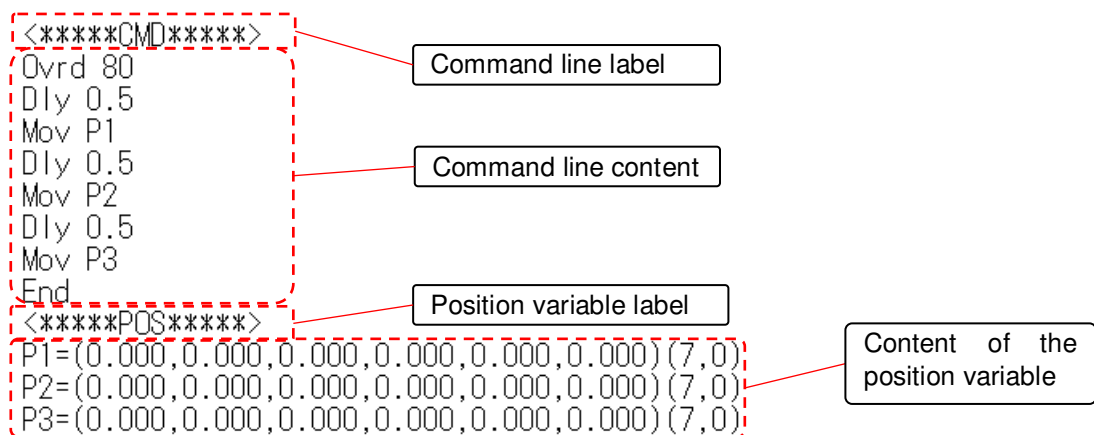 <*****CMD*****>
Command line label
Ovrd 80
Dly 0.5
Mov P1
Dly 0.5
Command line content
Mov P2
Dly 0.5
Mov P3
End
Position variable label
<*****POS*****>
P1=(0.000,0.000,0.000,0.000,0.000,0.000)(7,0)
P2=(0.000,0.000,0.000,0.000,0.000,0.000)(7,0)
P3=(0.000,0.000,0.000,0.000,0.000,0.000)(7,0)
Content of the
position variable